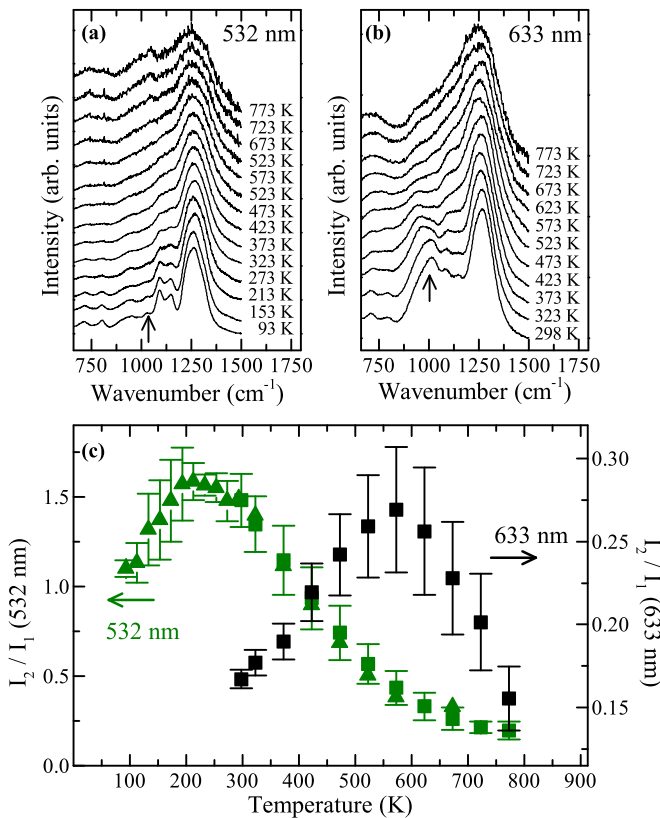 (a) 532 nm
Intensity (arb. units)
773 K
723 K
673 K
523 K
573 K
523 K
473 K
423 K
373 K
323 K
273 K
213 K
153 K
93 K
750 1000 1250 1500 1750
Wavenumber (cm⁻¹)
(b) 633 nm
Intensity (arb. units)
773 K
723 K
673 K
623 K
573 K
523 K
473 K
423 K
373 K
323 K
298 K
750 1000 1250 1500 1750
Wavenumber (cm⁻¹)
(c)
I₂ / I₁ (532 nm)
1.5
1.0
0.5
0.0
532 nm
633 nm
0.30
0.25
0.20
0.15
I₂ / I₁ (633 nm)
100 200 300 400 500 600 700 800 900
Temperature (K)